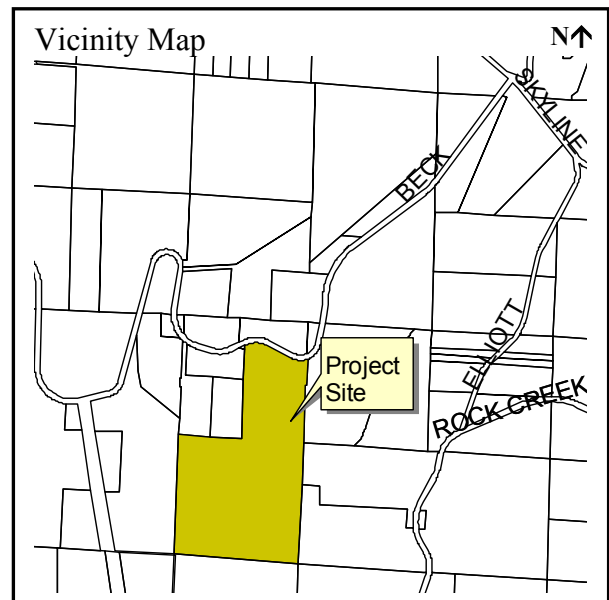 Vicinity Map
N
SKYLINE
BECK
Project
Site
ELLIOTT
ROCK CREEK